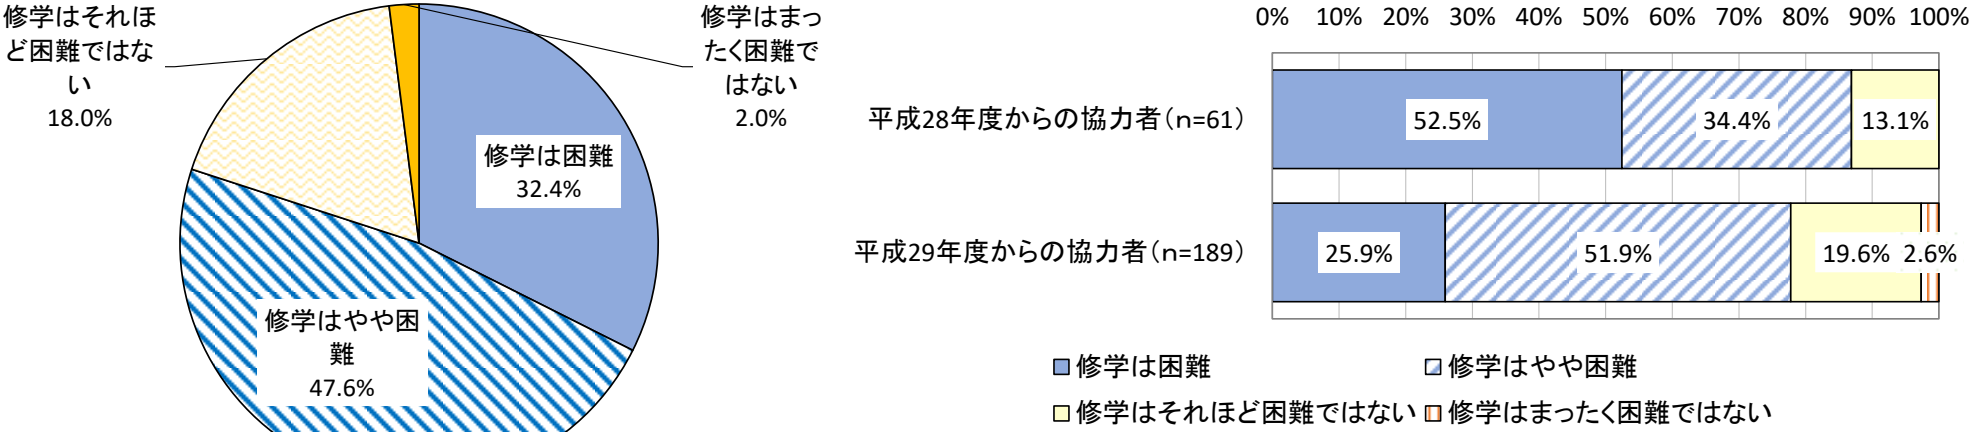 修学はそれほ
ど困難ではな
い
18.0%
修学はまっ
たく困難で
はない
2.0%
修学は困難
32.4%
修学はやや困
難
47.6%
0% 10% 20% 30% 40% 50% 60% 70% 80% 90% 100%
平成28年度からの協力者（n=61）
52.5% 34.4% 13.1%
平成29年度からの協力者（n=189）
25.9% 51.9% 19.6% 2.6%
修学は困難 修学はやや困難
修学はそれほど困難ではない 修学はまったく困難ではない